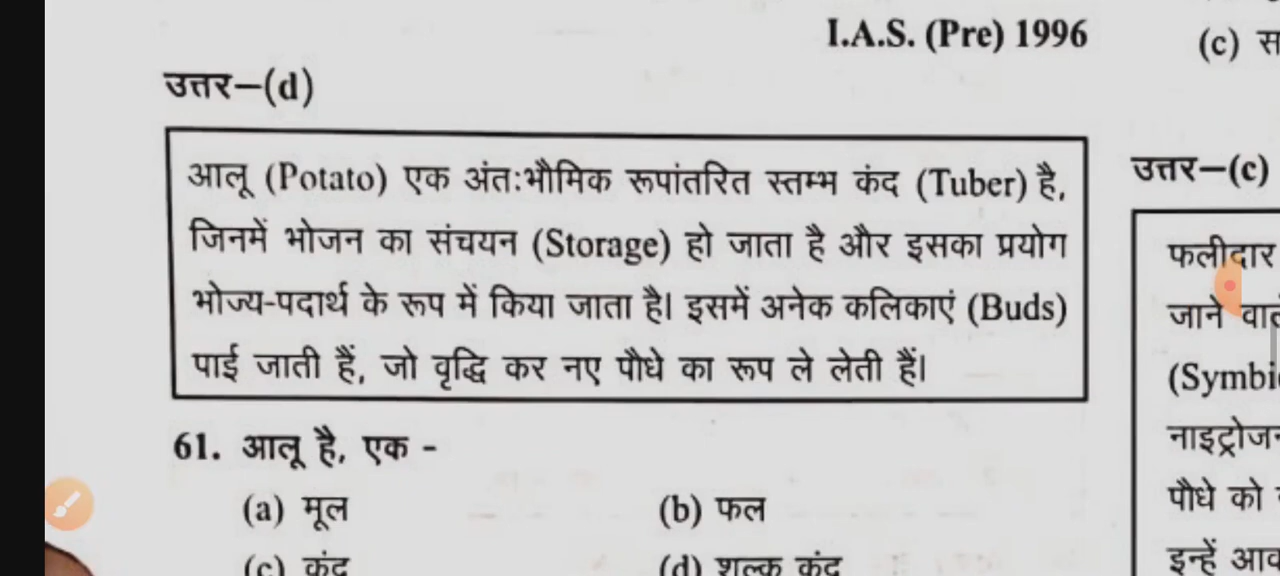 I.A.S. (Pre) 1996
उत्तर–(d)
आलू (Potato) एक अंतःभौमिक रूपांतरित स्तम्भ कंद (Tuber) है,
जिनमें भोजन का संचयन (Storage) हो जाता है और इसका प्रयोग
भोज्य-पदार्थ के रूप में किया जाता है। इसमें अनेक कलिकाएं (Buds)
पाई जाती हैं, जो वृद्धि कर नए पौधे का रूप ले लेती हैं।
61. आलू है, एक -
(a) मूल (b) फल
(c) कंद (d) शल्क कंद
(c)
उत्तर–(c)
फलीदार
जाने
पौधे को
इन्हें